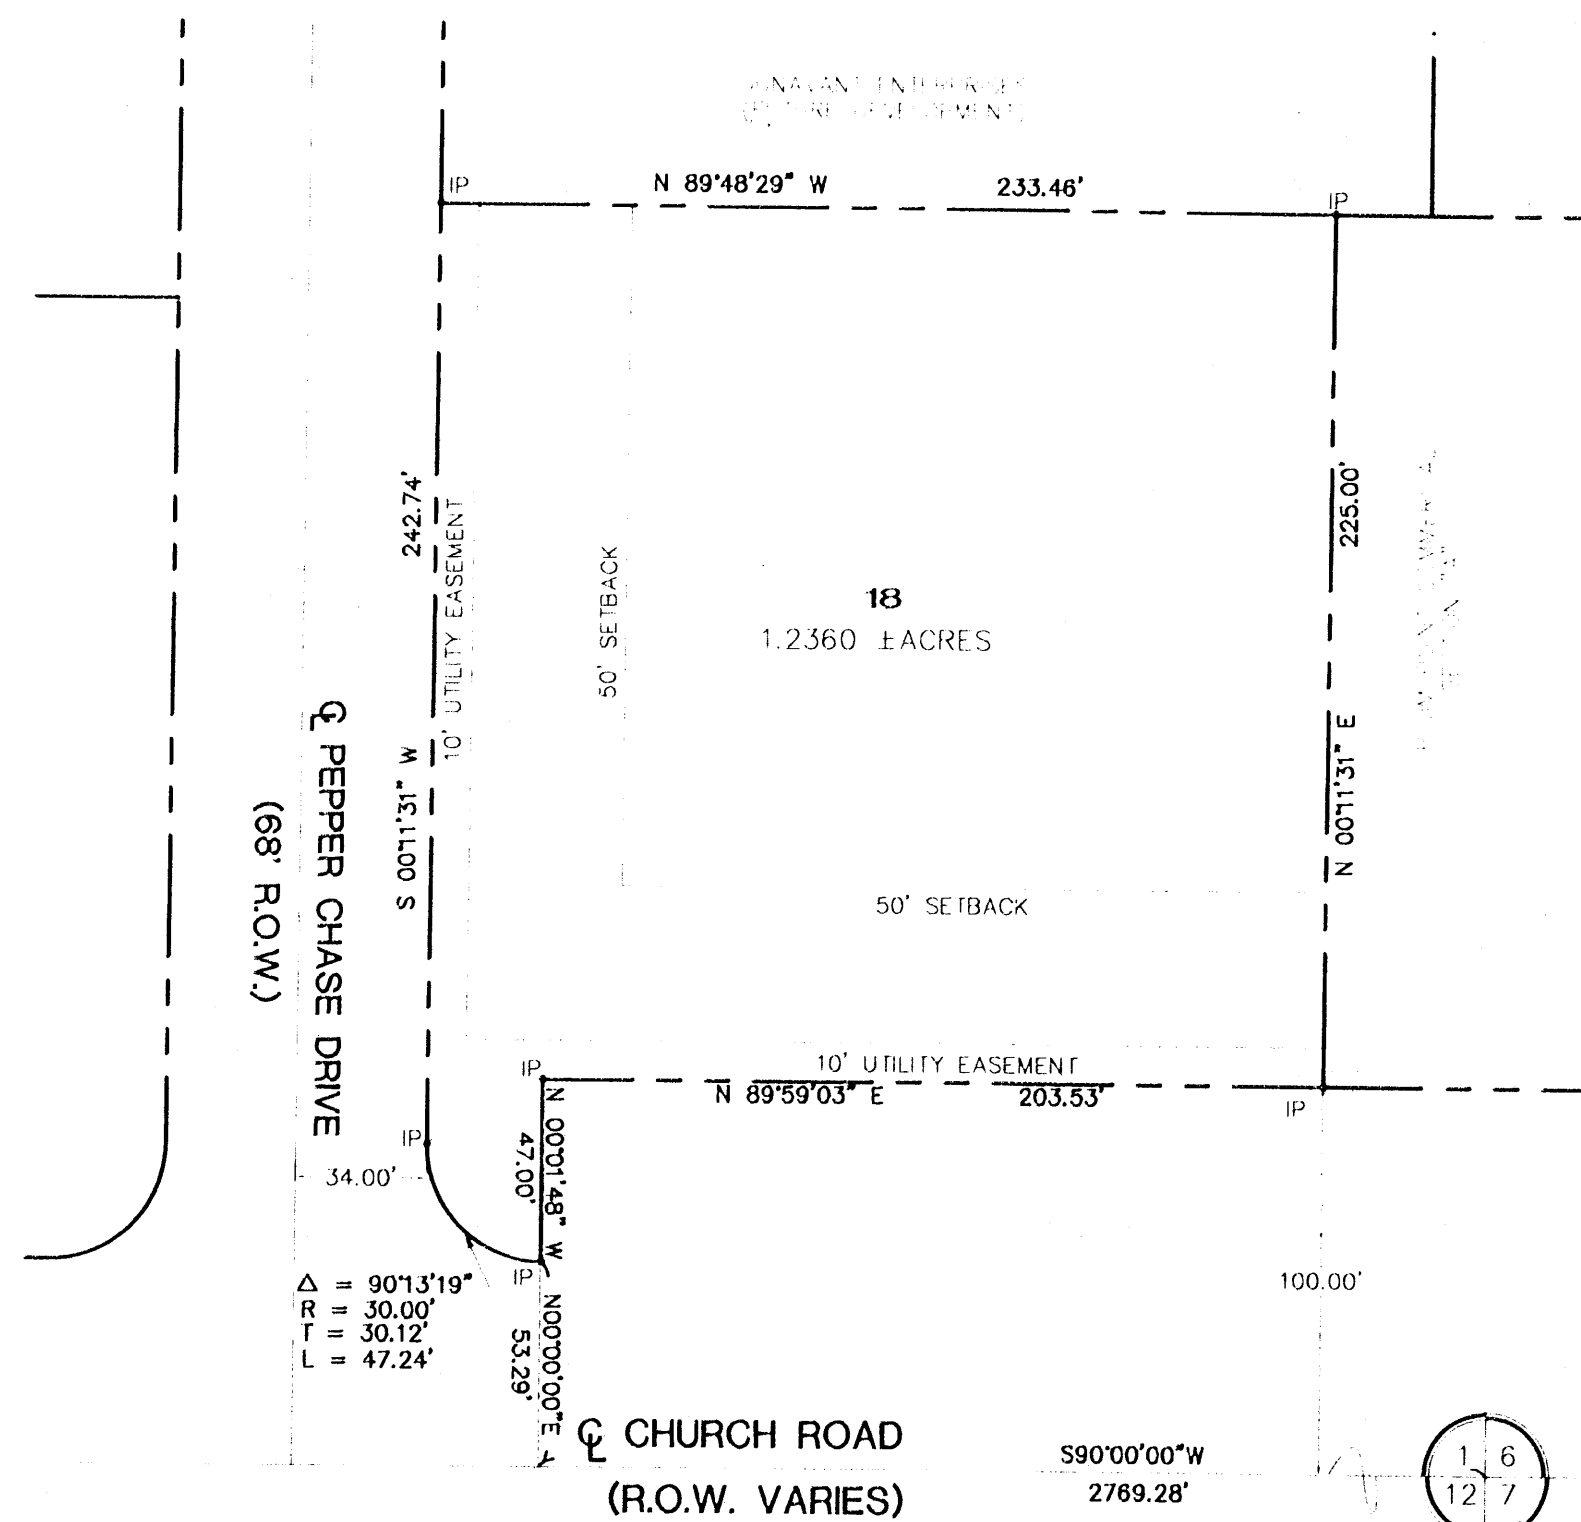 IP
N 89°48'29" W 233.46'
IP
242.74'
S 00°11'31" W
10' UTILITY EASEMENT
50' SETBACK
18
1.2360 ±ACRES
225.00'
N 00°11'31" E
℄ PEPPER CHASE DRIVE
(68' R.O.W.)
50' SETBACK
10' UTILITY EASEMENT
IP
N 89°59'03" E 203.53'
IP
IP
34.00'
N 00°01'48" W
47.00'
IP
Δ = 90°13'19"
R = 30.00'
T = 30.12'
L = 47.24'
N00°00'00"E
53.29'
100.00'
℄ CHURCH ROAD
(R.O.W. VARIES)
S90°00'00"W
2769.28'
1 6
12 7